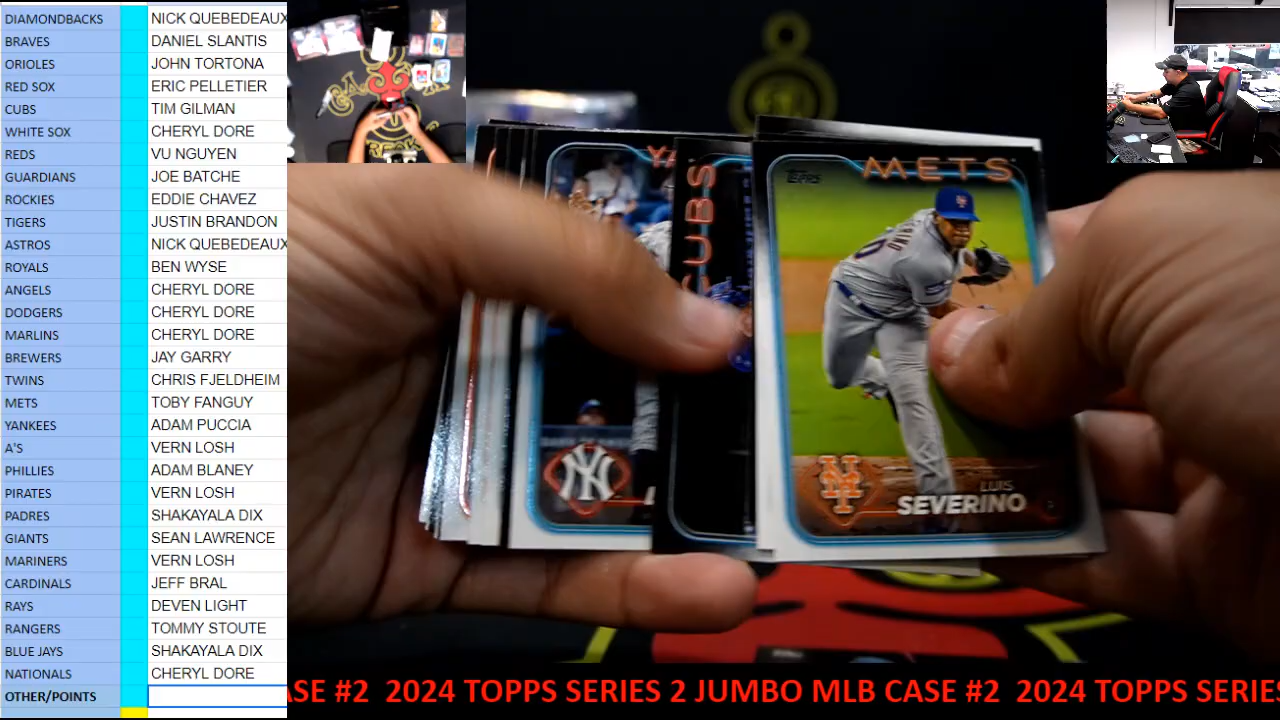 DIAMONDBACKS NICK QUEBEDEAUX
BRAVES DANIEL SLANTIS
ORIOLES JOHN TORTONA
RED SOX ERIC PELLETIER
CUBS TIM GILMAN
WHITE SOX CHERYL DORE
REDS VU NGUYEN
GUARDIANS JOE BATCHE
ROCKIES EDDIE CHAVEZ
TIGERS JUSTIN BRANDON
ASTROS NICK QUEBEDEAUX
ROYALS BEN WYSE
ANGELS CHERYL DORE
DODGERS CHERYL DORE
MARLINS CHERYL DORE
BREWERS JAY GARRY
TWINS CHRIS FJELDHEIM
METS TOBY FANGUY
YANKEES ADAM PUCCIA
A'S VERN LOSH
PHILLIES ADAM BLANEY
PIRATES VERN LOSH
PADRES SHAKAYALA DIX
GIANTS SEAN LAWRENCE
MARINERS VERN LOSH
CARDINALS JEFF BRAL
RAYS DEVEN LIGHT
RANGERS TOMMY STOUTE
BLUE JAYS SHAKAYALA DIX
NATIONALS CHERYL DORE
OTHER/POINTS
YA
NY
CUBS
Topps
METS
LUIS
SEVERINO
ASE #2 2024 TOPPS SERIES 2 JUMBO MLB CASE #2 2024 TOPPS SERIES